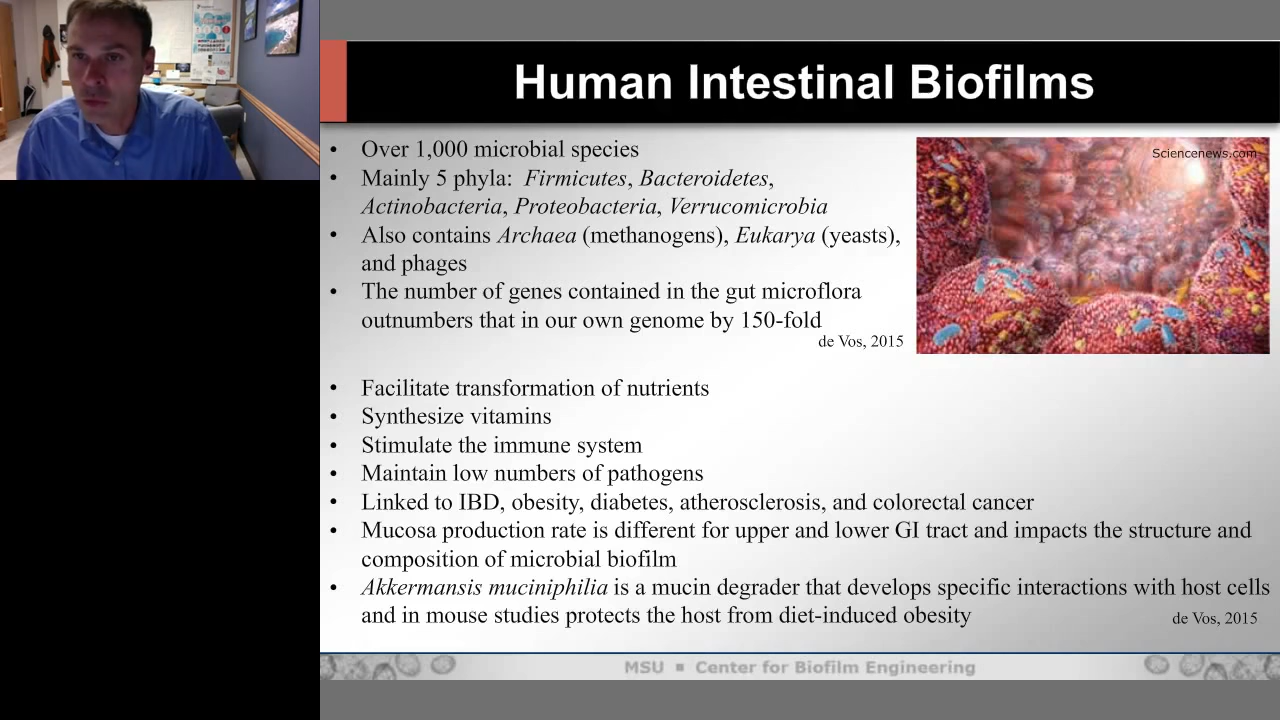 Human Intestinal Biofilms
• Over 1,000 microbial species
• Mainly 5 phyla: Firmicutes, Bacteroidetes,
Actinobacteria, Proteobacteria, Verrucomicrobia
• Also contains Archaea (methanogens), Eukarya (yeasts),
and phages
• The number of genes contained in the gut microflora
outnumbers that in our own genome by 150-fold
de Vos, 2015
Sciencenews.com
• Facilitate transformation of nutrients
• Synthesize vitamins
• Stimulate the immune system
• Maintain low numbers of pathogens
• Linked to IBD, obesity, diabetes, atherosclerosis, and colorectal cancer
• Mucosa production rate is different for upper and lower GI tract and impacts the structure and
composition of microbial biofilm
• Akkermansis muciniphilia is a mucin degrader that develops specific interactions with host cells
and in mouse studies protects the host from diet-induced obesity
de Vos, 2015
MSU ▪ Center for Biofilm Engineering